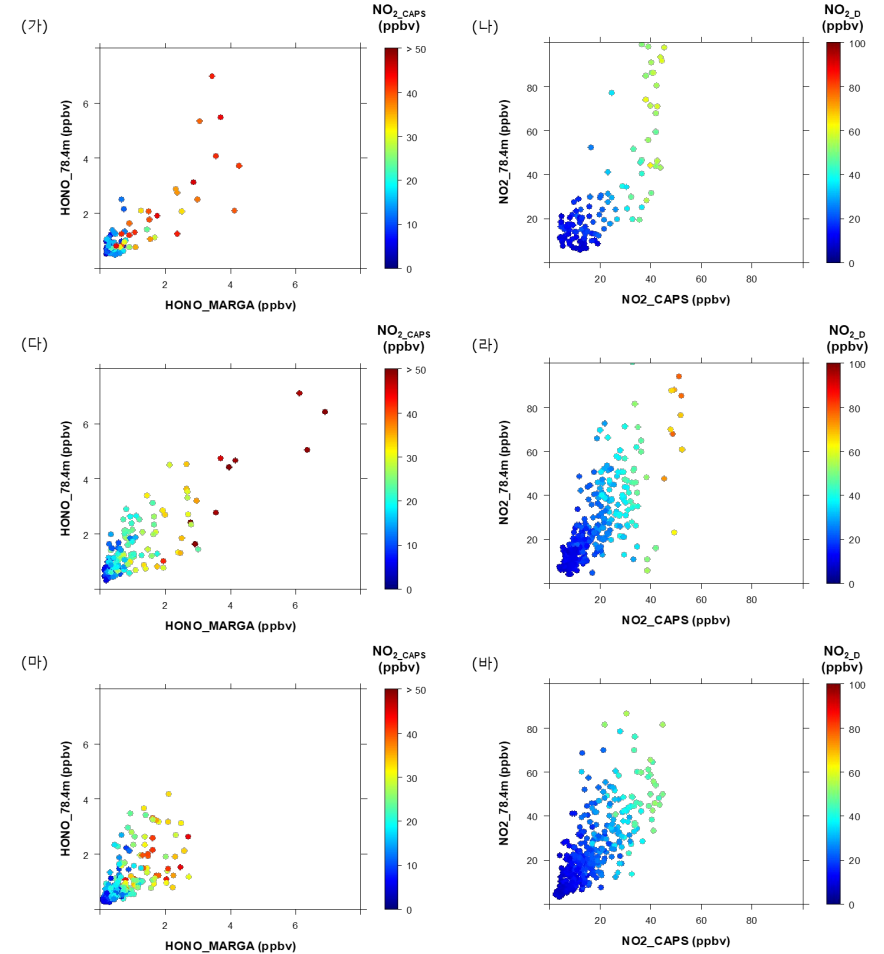 (가)
NO2_CAPS
(ppbv)
> 50
40
30
20
10
0
HONO_78.4m (ppbv)
6
4
2
2
4
6
HONO_MARGA (ppbv)
(나)
NO2_D
(ppbv)
100
80
60
40
20
0
NO2_78.4m (ppbv)
80
60
40
20
20
40
60
80
NO2_CAPS (ppbv)
(다)
NO2_CAPS
(ppbv)
> 50
40
30
20
10
0
HONO_78.4m (ppbv)
6
4
2
2
4
6
HONO_MARGA (ppbv)
(라)
NO2_D
(ppbv)
100
80
60
40
20
0
NO2_78.4m (ppbv)
80
60
40
20
20
40
60
80
NO2_CAPS (ppbv)
(마)
NO2_CAPS
(ppbv)
> 50
40
30
20
10
0
HONO_78.4m (ppbv)
6
4
2
2
4
6
HONO_MARGA (ppbv)
(바)
NO2_D
(ppbv)
100
80
60
40
20
0
NO2_78.4m (ppbv)
80
60
40
20
20
40
60
80
NO2_CAPS (ppbv)